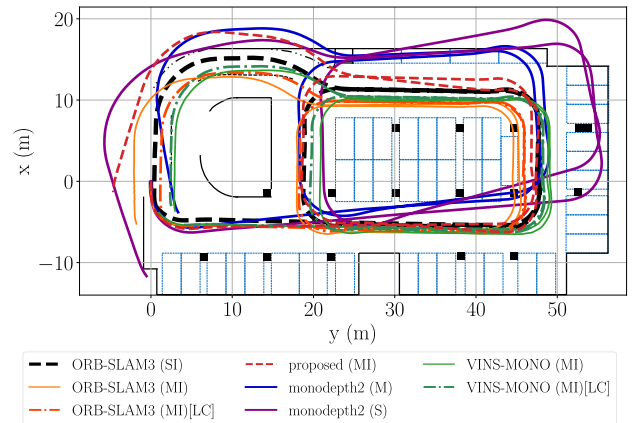 20
10
0
−10
x (m)
0 10 20 30 40 50
y (m)
ORB-SLAM3 (SI) proposed (MI) VINS-MONO (MI)
ORB-SLAM3 (MI) monodepth2 (M) VINS-MONO (MI)[LC]
ORB-SLAM3 (MI)[LC] monodepth2 (S)